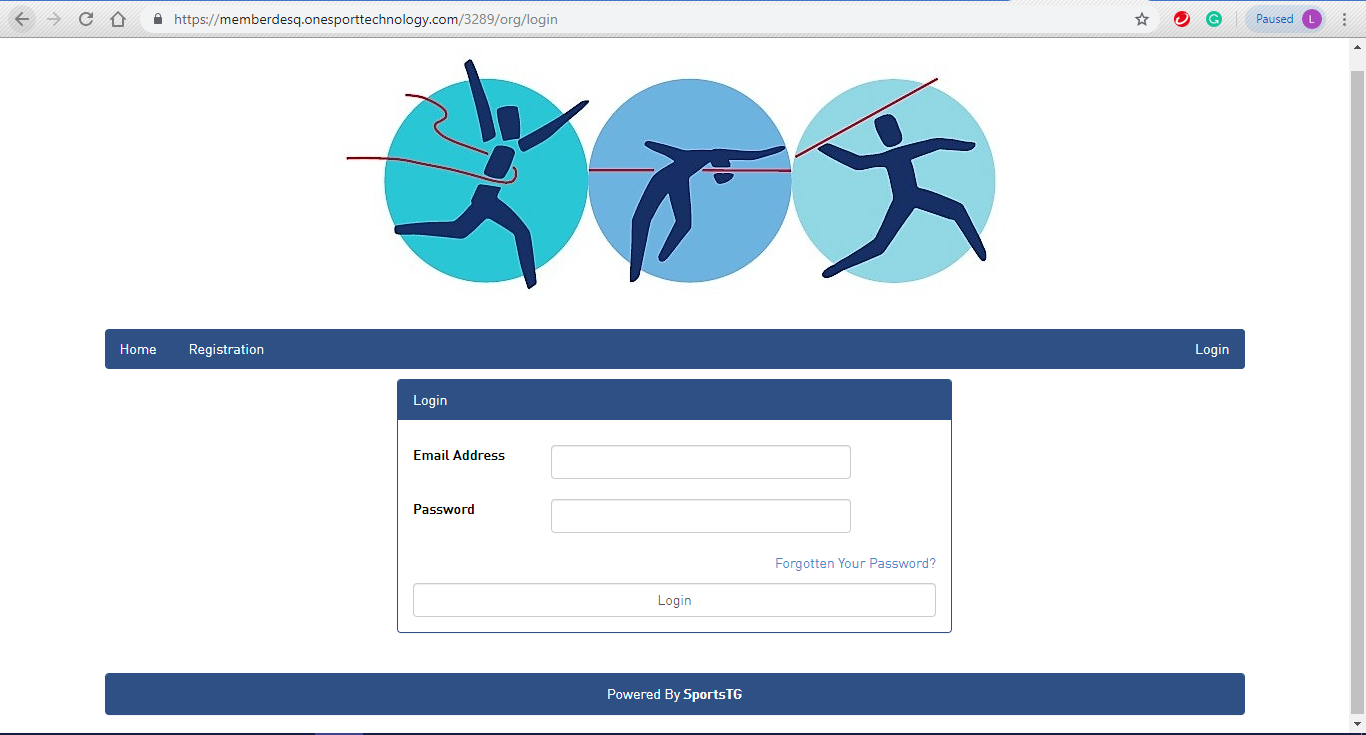 https://memberdesq.onesporttechnology.com/3289/org/login
Paused L
Home Registration Login
Login
Email Address
Password
Forgotten Your Password?
Login
Powered By SportsTG